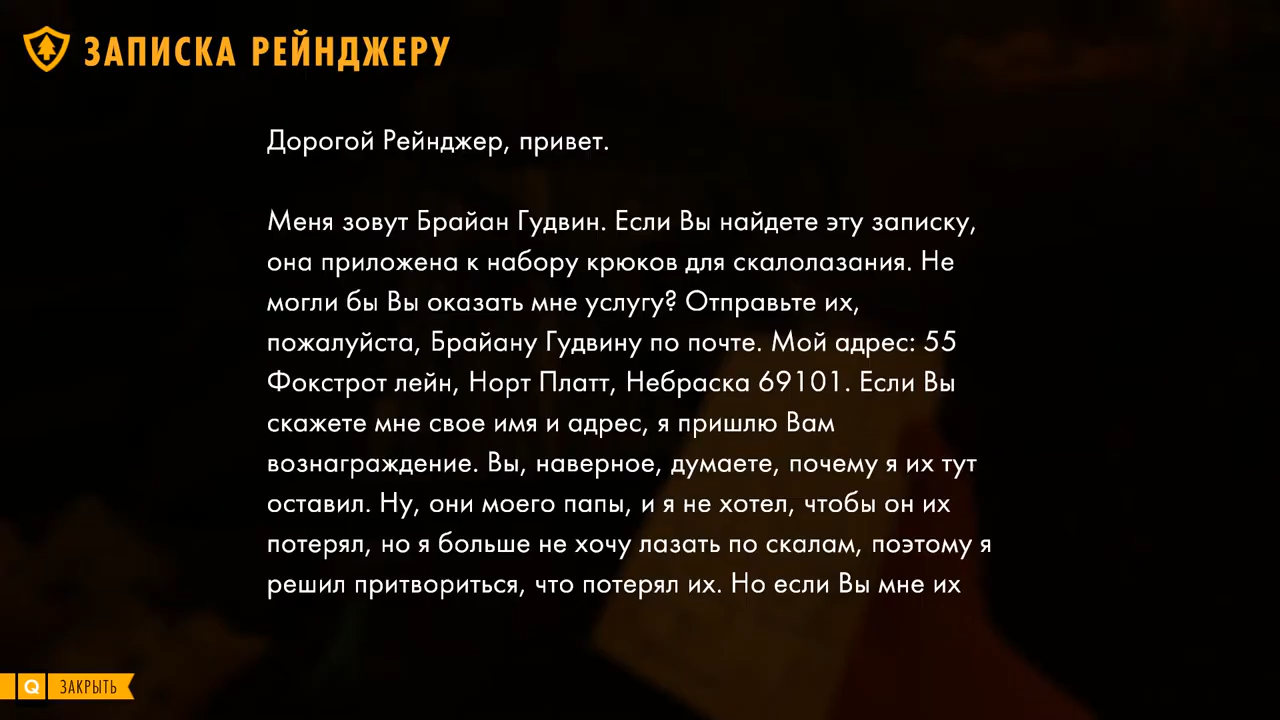 ЗАПИСКА РЕЙНДЖЕРУ
Дорогой Рейнджер, привет.
Меня зовут Брайан Гудвин. Если Вы найдете эту записку,
она приложена к набору крюков для скалолазания. Не
могли бы Вы оказать мне услугу? Отправьте их,
пожалуйста, Брайану Гудвину по почте. Мой адрес: 55
Фокстрот лейн, Норт Платт, Небраска 69101. Если Вы
скажете мне свое имя и адрес, я пришлю Вам
вознаграждение. Вы, наверное, думаете, почему я их тут
оставил. Ну, они моего папы, и я не хотел, чтобы он их
потерял, но я больше не хочу лазать по скалам, поэтому я
решил притвориться, что потерял их. Но если Вы мне их
Q ЗАКРЫТЬ